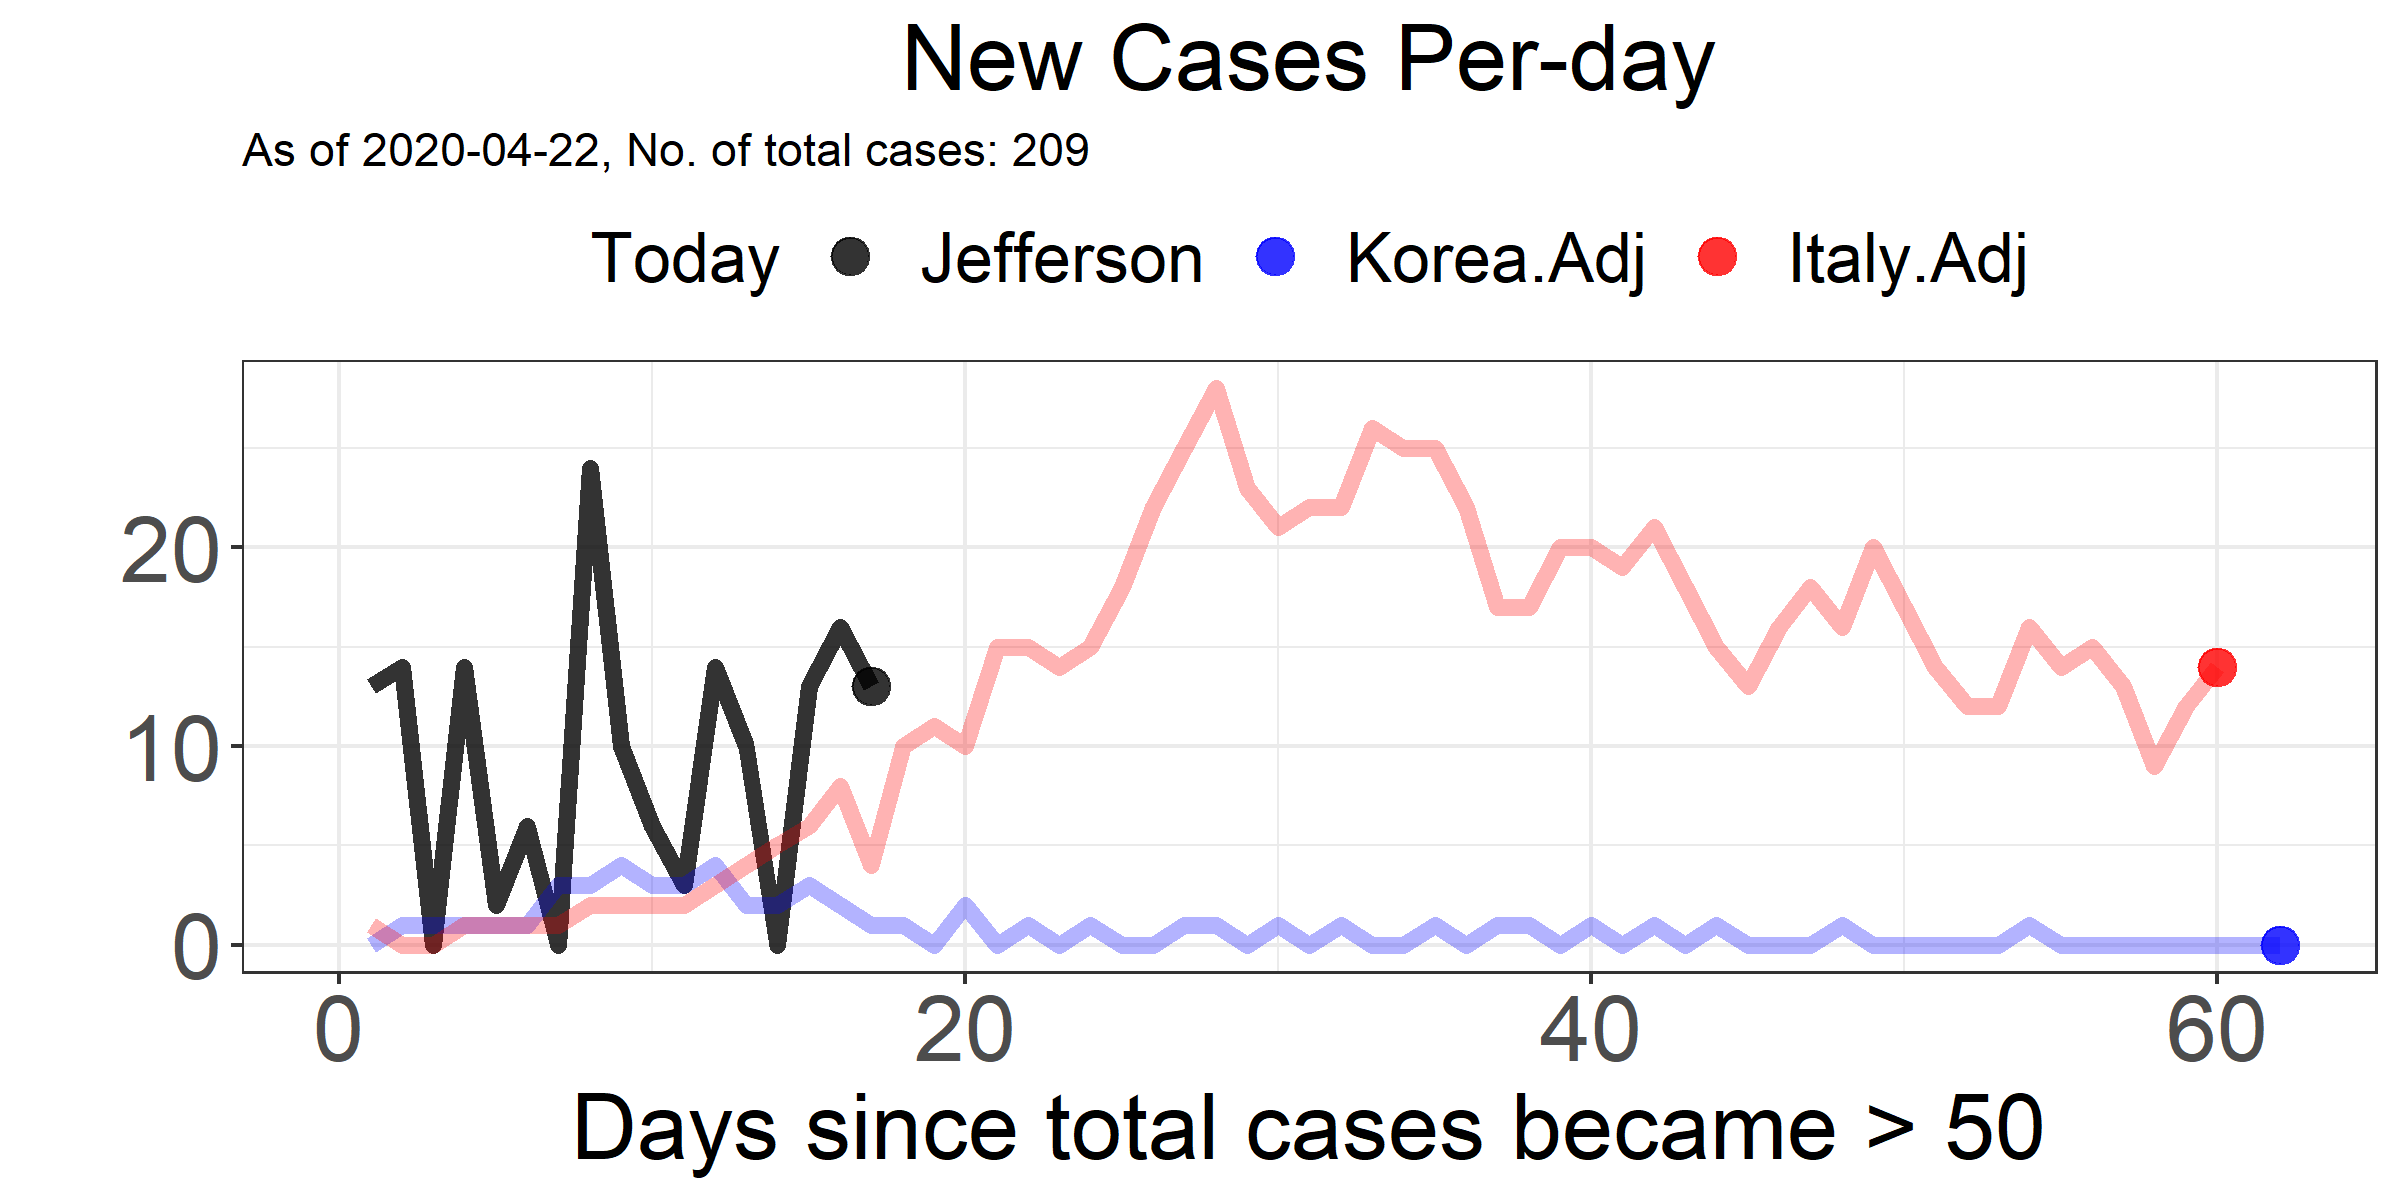 New Cases Per-day
As of 2020-04-22, No. of total cases: 209
Today Jefferson Korea.Adj Italy.Adj
20
10
0
0 20 40 60
Days since total cases became > 50